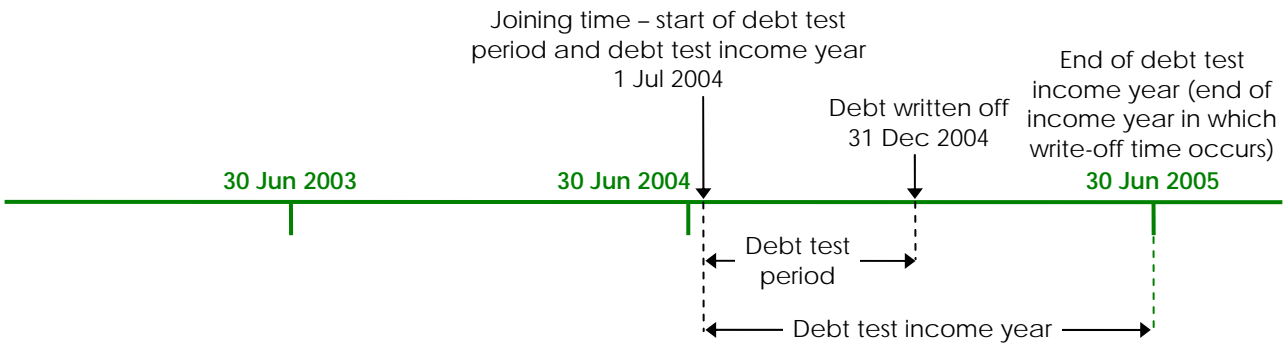 Joining time – start of debt test
period and debt test income year
1 Jul 2004
Debt written off
31 Dec 2004
End of debt test
income year (end of
income year in which
write-off time occurs)
30 Jun 2003
30 Jun 2004
30 Jun 2005
Debt test
period
Debt test income year